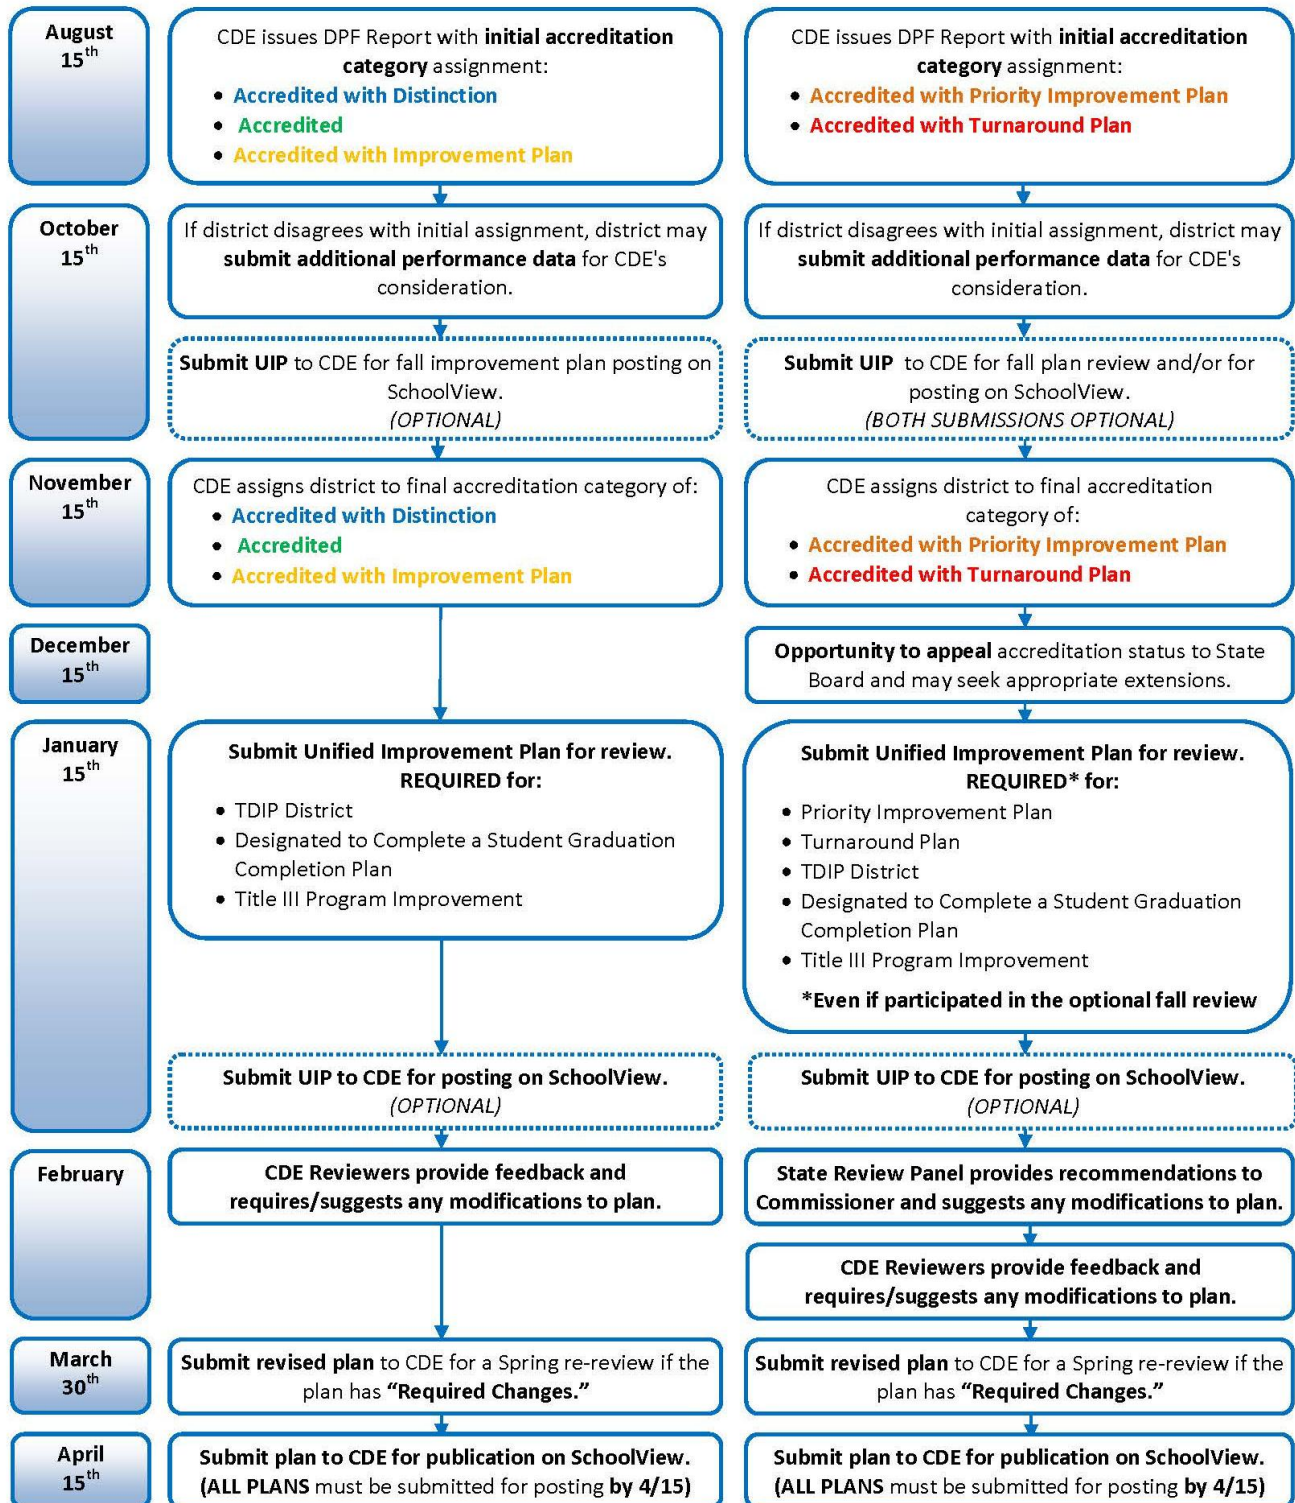 August
15th
CDE issues DPF Report with initial accreditation
category assignment:
• Accredited with Distinction
• Accredited
• Accredited with Improvement Plan
CDE issues DPF Report with initial accreditation
category assignment:
• Accredited with Priority Improvement Plan
• Accredited with Turnaround Plan
October
15th
If district disagrees with initial assignment, district may
submit additional performance data for CDE's
consideration.
If district disagrees with initial assignment, district may
submit additional performance data for CDE's
consideration.
Submit UIP to CDE for fall improvement plan posting on
SchoolView.
(OPTIONAL)
Submit UIP to CDE for fall plan review and/or for
posting on SchoolView.
(BOTH SUBMISSIONS OPTIONAL)
November
15th
CDE assigns district to final accreditation category of:
• Accredited with Distinction
• Accredited
• Accredited with Improvement Plan
CDE assigns district to final accreditation
category of:
• Accredited with Priority Improvement Plan
• Accredited with Turnaround Plan
December
15th
Opportunity to appeal accreditation status to State
Board and may seek appropriate extensions.
January
15th
Submit Unified Improvement Plan for review.
REQUIRED for:
• TDIP District
• Designated to Complete a Student Graduation
Completion Plan
• Title III Program Improvement
Submit Unified Improvement Plan for review.
REQUIRED* for:
• Priority Improvement Plan
• Turnaround Plan
• TDIP District
• Designated to Complete a Student Graduation
Completion Plan
• Title III Program Improvement
*Even if participated in the optional fall review
Submit UIP to CDE for posting on SchoolView.
(OPTIONAL)
Submit UIP to CDE for posting on SchoolView.
(OPTIONAL)
February
CDE Reviewers provide feedback and
requires/suggests any modifications to plan.
State Review Panel provides recommendations to
Commissioner and suggests any modifications to plan.
CDE Reviewers provide feedback and
requires/suggests any modifications to plan.
March
30th
Submit revised plan to CDE for a Spring re-review if the
plan has “Required Changes.”
Submit revised plan to CDE for a Spring re-review if the
plan has “Required Changes.”
April
15th
Submit plan to CDE for publication on SchoolView.
(ALL PLANS must be submitted for posting by 4/15)
Submit plan to CDE for publication on SchoolView.
(ALL PLANS must be submitted for posting by 4/15)